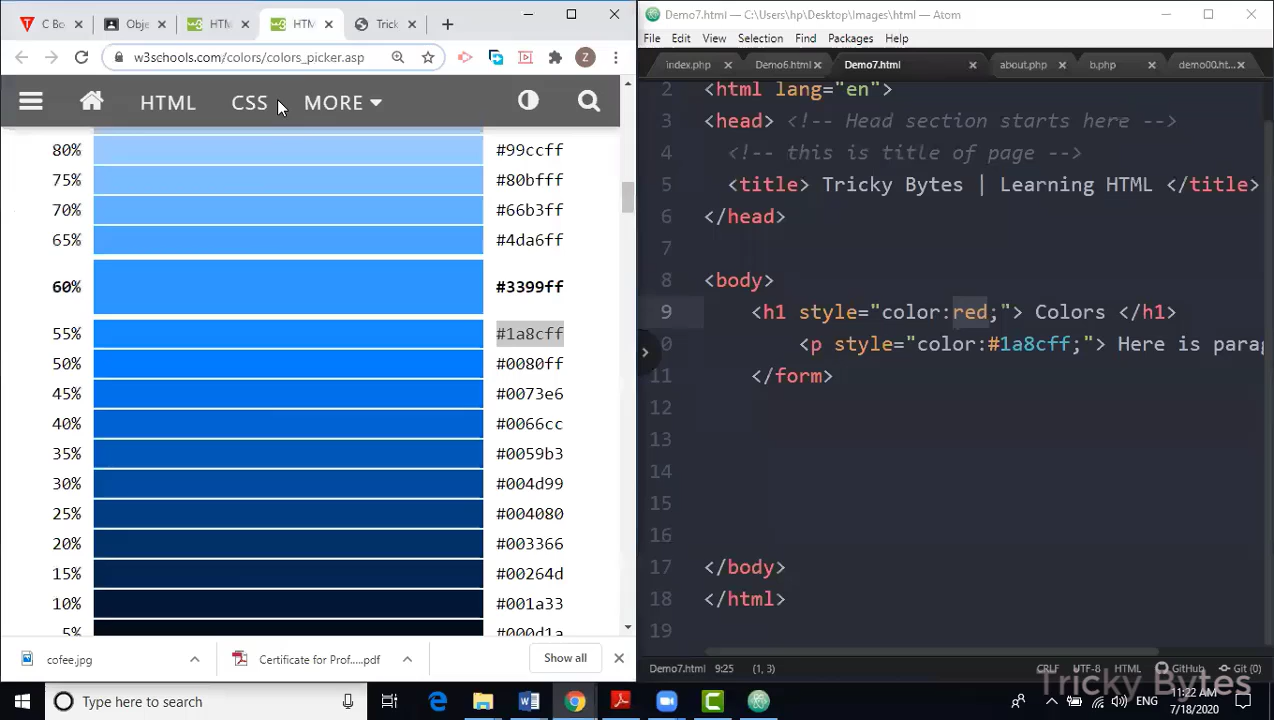 C Bo
Obje
HTM
HTM
Trick
w3schools.com/colors/colors_picker.asp
Z
HTML
CSS
MORE
80% #99ccff
75% #80bfff
70% #66b3ff
65% #4da6ff
60% #3399ff
55% #1a8cff
50% #0080ff
45% #0073e6
40% #0066cc
35% #0059b3
30% #004d99
25% #004080
20% #003366
15% #00264d
10% #001a33
5% #000d1a
cofee.jpg
Certificate for Prof.....pdf
Show all
Type here to search
Demo7.html — C:\Users\hp\Desktop\Images\html — Atom
File Edit View Selection Find Packages Help
index.php
Demo6.html
Demo7.html
about.php
b.php
demo00.ht...
2 <html lang="en">
3 <head> <!-- Head section starts here -->
4 <!-- this is title of page -->
5 <title> Tricky Bytes | Learning HTML </title>
6 </head>
7
8 <body>
9 <h1 style="color:red;"> Colors </h1>
0 <p style="color:#1a8cff;"> Here is parag
11 </form>
12
13
14
15
16
17 </body>
18 </html>
19
Demo7.html 9:25 (1, 3)
CRLF UTF-8 HTML GitHub Git (0)
Tricky Bytes
ENG
11:22 AM
7/18/2020